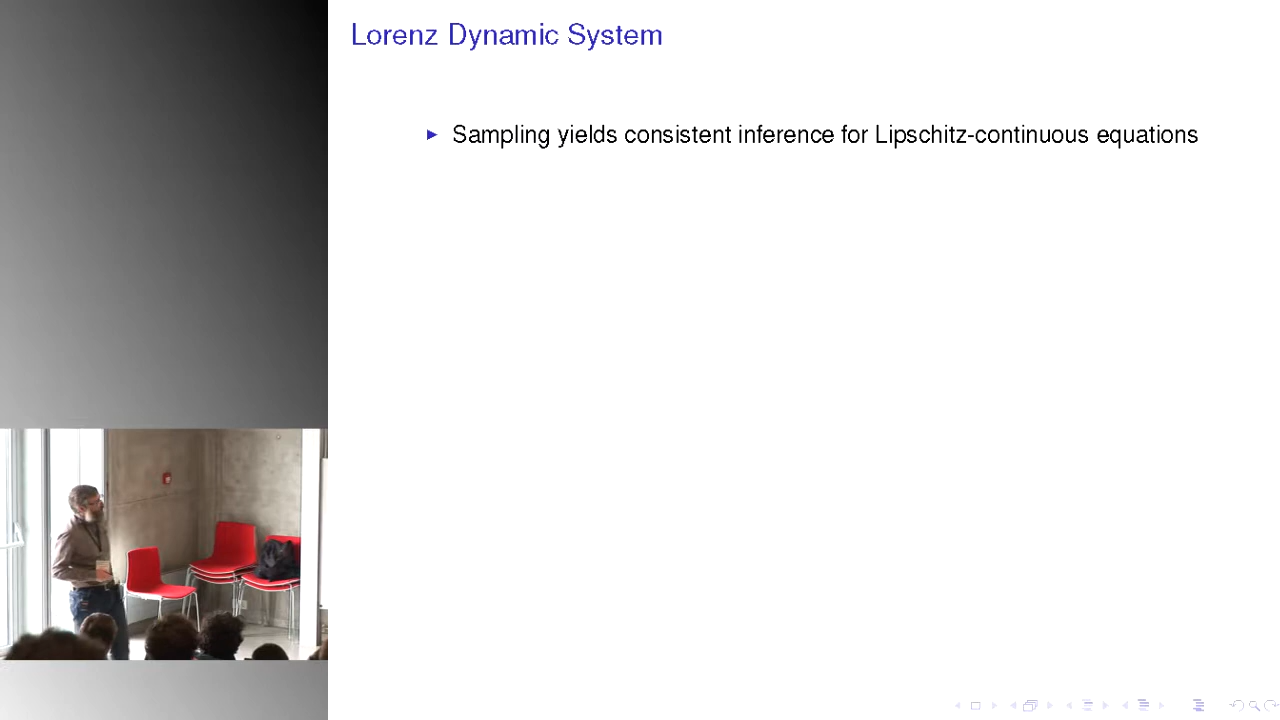 Lorenz Dynamic System
Sampling yields consistent inference for Lipschitz-continuous equations